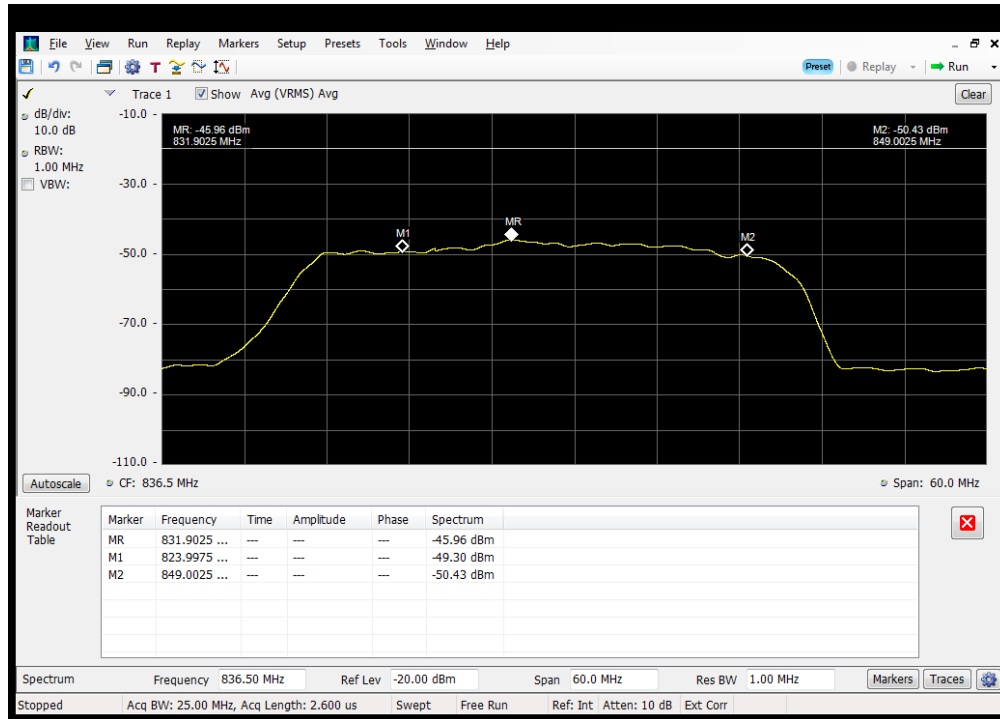 File View Run Replay Markers Setup Presets Tools Window Help
T Preset Replay Run
Trace 1 Show Avg (VRMS) Avg Clear
dB/div:
10.0 dB
RBW:
1.00 MHz
VBW:
-10.0
-30.0
-50.0
-70.0
-90.0
-110.0
MR: -45.96 dBm
831.9025 MHz
M2: -50.43 dBm
849.0025 MHz
M1
MR
M2
Autoscale CF: 836.5 MHz Span: 60.0 MHz
Marker
Readout
Table
Marker Frequency Time Amplitude Phase Spectrum
MR 831.9025 ... --- --- --- -45.96 dBm
M1 823.9975 ... --- --- --- -49.30 dBm
M2 849.0025 ... --- --- --- -50.43 dBm
Spectrum Frequency 836.50 MHz Ref Lev -20.00 dBm Span 60.0 MHz Res BW 1.00 MHz Markers Traces
Stopped Acq BW: 25.00 MHz, Acq Length: 2.600 us Swept Free Run Ref: Int Atten: 10 dB Ext Corr